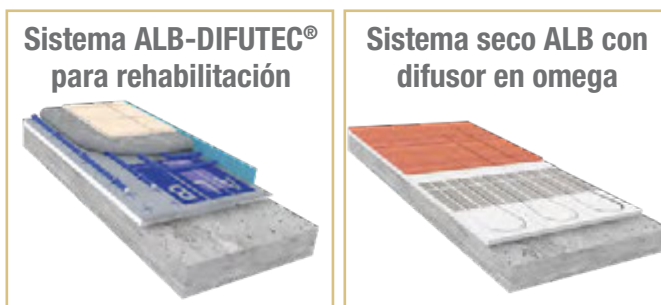 Sistema ALB-DIFUTEC®
para rehabilitación
Sistema seco ALB con
difusor en omega